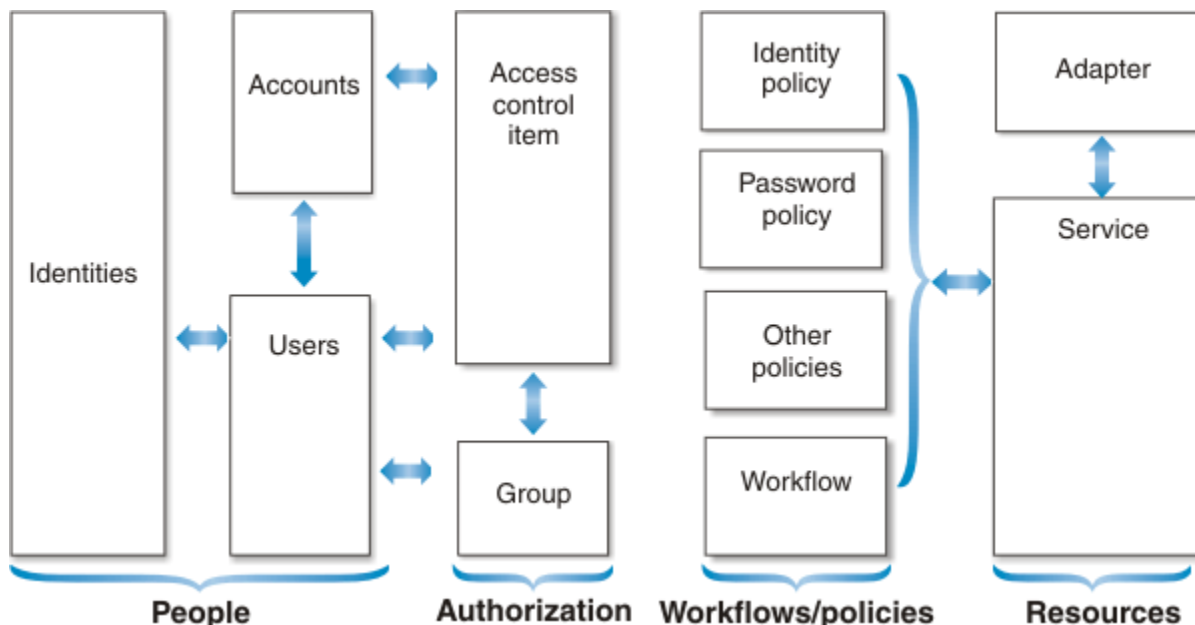 Identities
Accounts
Users
Access
control
item
Group
Identity
policy
Password
policy
Other
policies
Workflow
Adapter
Service
People
Authorization
Workflows/policies
Resources